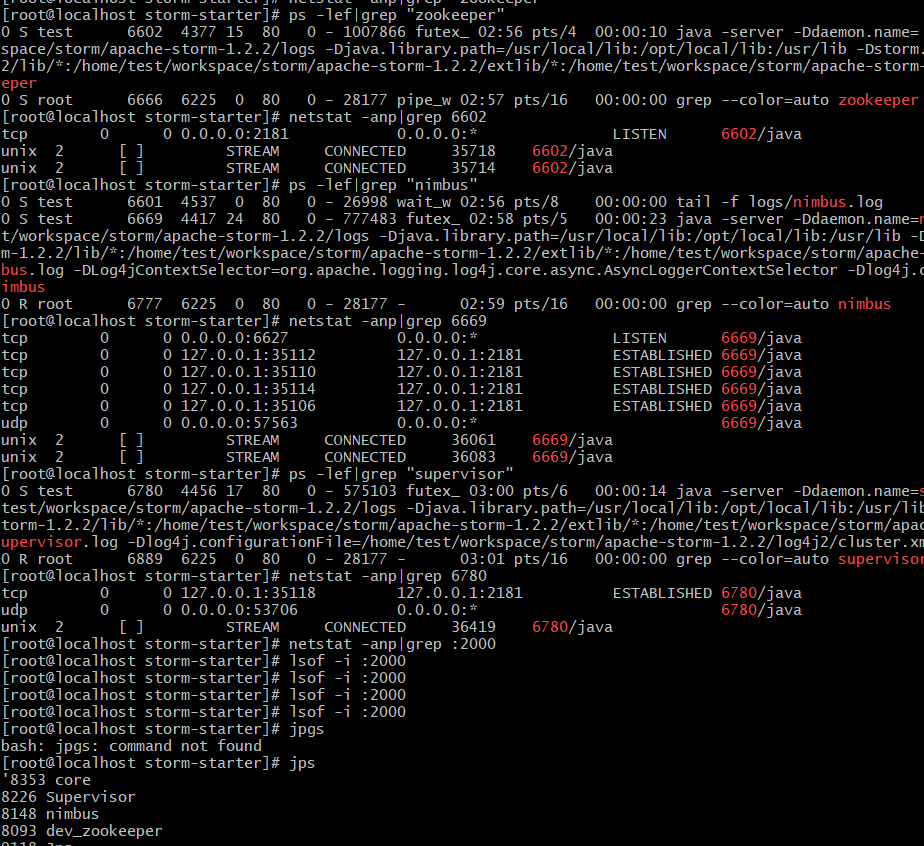 [root@localhost storm-starter]# netstat -anp|grep zookeeper
[root@localhost storm-starter]# ps -lef|grep "zookeeper"
0 S test      6602  4377 15  80   0 - 1007866 futex_ 02:56 pts/4  00:00:10 java -server -Ddaemon.name=
space/storm/apache-storm-1.2.2/logs -Djava.library.path=/usr/local/lib:/opt/local/lib:/usr/lib -Dstorm.
2/lib/*:/home/test/workspace/storm/apache-storm-1.2.2/extlib/*:/home/test/workspace/storm/apache-storm-
eper
0 S root      6666  6225  0  80   0 - 28177 pipe_w 02:57 pts/16   00:00:00 grep --color=auto zookeeper
[root@localhost storm-starter]# netstat -anp|grep 6602
tcp        0      0 0.0.0.0:2181            0.0.0.0:*               LISTEN      6602/java
unix  2      [ ]         STREAM     CONNECTED     35718    6602/java
unix  2      [ ]         STREAM     CONNECTED     35714    6602/java
[root@localhost storm-starter]# ps -lef|grep "nimbus"
0 S test      6601  4537  0  80   0 - 26998 wait_w 02:56 pts/8    00:00:00 tail -f logs/nimbus.log
0 S test      6669  4417 24  80   0 - 777483 futex_ 02:58 pts/5   00:00:23 java -server -Ddaemon.name=n
t/workspace/storm/apache-storm-1.2.2/logs -Djava.library.path=/usr/local/lib:/opt/local/lib:/usr/lib -D
m-1.2.2/lib/*:/home/test/workspace/storm/apache-storm-1.2.2/extlib/*:/home/test/workspace/storm/apache-
bus.log -DLog4jContextSelector=org.apache.logging.log4j.core.async.AsyncLoggerContextSelector -Dlog4j.c
imbus
0 R root      6777  6225  0  80   0 - 28177 -      02:59 pts/16   00:00:00 grep --color=auto nimbus
[root@localhost storm-starter]# netstat -anp|grep 6669
tcp        0      0 0.0.0.0:6627            0.0.0.0:*               LISTEN      6669/java
tcp        0      0 127.0.0.1:35112         127.0.0.1:2181          ESTABLISHED 6669/java
tcp        0      0 127.0.0.1:35110         127.0.0.1:2181          ESTABLISHED 6669/java
tcp        0      0 127.0.0.1:35114         127.0.0.1:2181          ESTABLISHED 6669/java
tcp        0      0 127.0.0.1:35106         127.0.0.1:2181          ESTABLISHED 6669/java
udp        0      0 0.0.0.0:57563           0.0.0.0:*                           6669/java
unix  2      [ ]         STREAM     CONNECTED     36061    6669/java
unix  2      [ ]         STREAM     CONNECTED     36083    6669/java
[root@localhost storm-starter]# ps -lef|grep "supervisor"
0 S test      6780  4456 17  80   0 - 575103 futex_ 03:00 pts/6   00:00:14 java -server -Ddaemon.name=s
test/workspace/storm/apache-storm-1.2.2/logs -Djava.library.path=/usr/local/lib:/opt/local/lib:/usr/lib
torm-1.2.2/lib/*:/home/test/workspace/storm/apache-storm-1.2.2/extlib/*:/home/test/workspace/storm/apac
upervisor.log -Dlog4j.configurationFile=/home/test/workspace/storm/apache-storm-1.2.2/log4j2/cluster.xm
0 R root      6889  6225  0  80   0 - 28177 -      03:01 pts/16   00:00:00 grep --color=auto supervisor
[root@localhost storm-starter]# netstat -anp|grep 6780
tcp        0      0 127.0.0.1:35118         127.0.0.1:2181          ESTABLISHED 6780/java
udp        0      0 0.0.0.0:53706           0.0.0.0:*                           6780/java
unix  2      [ ]         STREAM     CONNECTED     36419    6780/java
[root@localhost storm-starter]# netstat -anp|grep :2000
[root@localhost storm-starter]# lsof -i :2000
[root@localhost storm-starter]# lsof -i :2000
[root@localhost storm-starter]# lsof -i :2000
[root@localhost storm-starter]# lsof -i :2000
[root@localhost storm-starter]# jpgs
bash: jpgs: command not found
[root@localhost storm-starter]# jps
'8353 core
8226 Supervisor
8148 nimbus
8093 dev_zookeeper